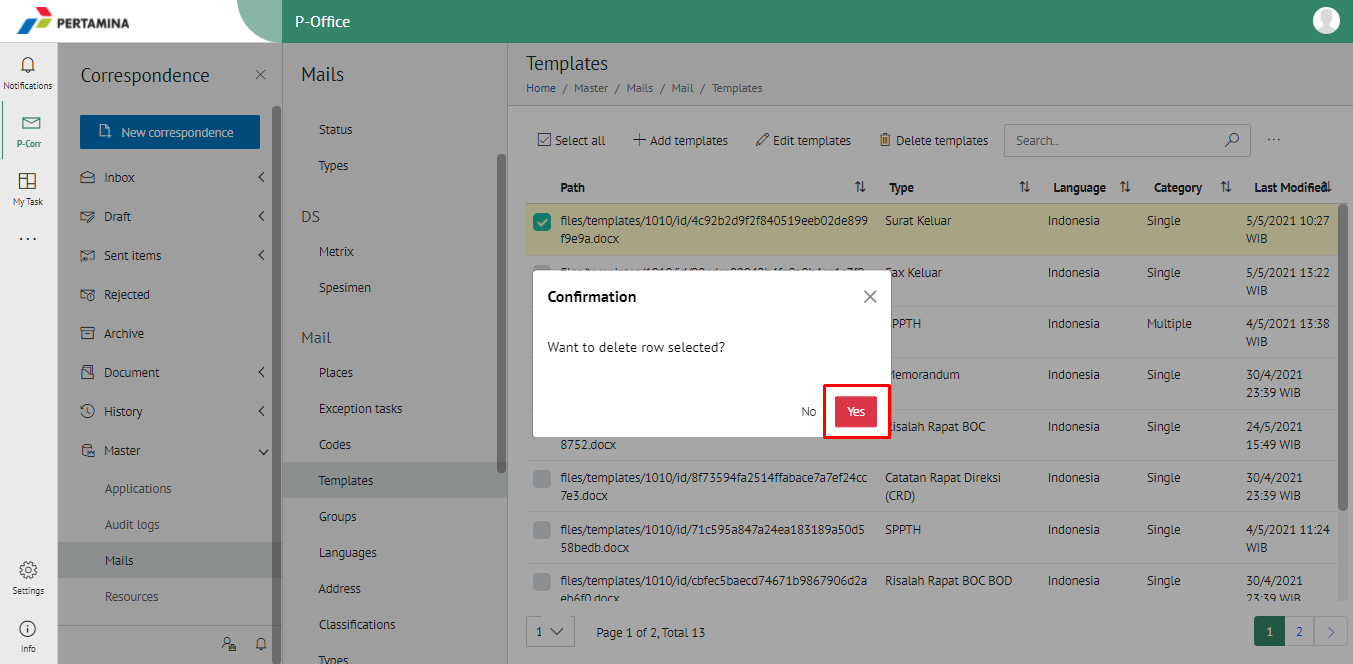 PERTAMINA
P-Office
Notifications
P-Corr
My Task
...
Settings
Info
Correspondence
New correspondence
Inbox
Draft
Sent items
Rejected
Archive
Document
History
Master
Applications
Audit logs
Mails
Resources
Mails
Status
Types
DS
Metrix
Spesimen
Mail
Places
Exception tasks
Codes
Templates
Groups
Languages
Address
Classifications
Types
Templates
Home / Master / Mails / Mail / Templates
Select all Add templates Edit templates Delete templates Search.. ...
Path Type Language Category Last Modified
files/templates/1010/id/4c92b2d9f2f840519eeb02de899 Surat Keluar Indonesia Single 5/5/2021 10:27
f9e9a.docx WIB
Fax Keluar Indonesia Single 5/5/2021 13:22
WIB
SPPTH Indonesia Multiple 4/5/2021 13:38
WIB
Memorandum Indonesia Single 30/4/2021
23:39 WIB
Risalah Rapat BOC Indonesia Single 24/5/2021
8752.docx 15:49 WIB
files/templates/1010/id/8f73594fa2514ffabace7a7ef24cc Catatan Rapat Direksi Indonesia Single 30/4/2021
7e3.docx (CRD) 23:39 WIB
files/templates/1010/id/71c595a847a24ea183189a50d5 SPPTH Indonesia Single 4/5/2021 11:24
58bedb.docx WIB
files/templates/1010/id/cbfec5baecd74671b9867906d2a Risalah Rapat BOC BOD Indonesia Single 30/4/2021
eb6f0.docx 23:39 WIB
Confirmation
Want to delete row selected?
No Yes
1 Page 1 of 2, Total 13 1 2